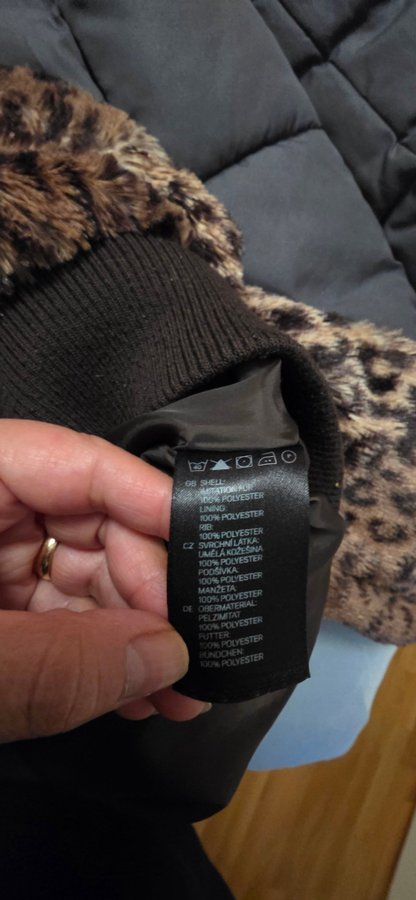 40 P
GB SHELL:
IMITATION FUR
100% POLYESTER
LINING:
100% POLYESTER
RIB:
100% POLYESTER
CZ SVRCHNÍ LÁTKA:
UMĚLÁ KOŽEŠINA
100% POLYESTER
PODŠÍVKA:
100% POLYESTER
MANŽETA:
100% POLYESTER
DE OBERMATERIAL:
PELZIMITAT
100% POLYESTER
FUTTER:
100% POLYESTER
BÜNDCHEN:
100% POLYESTER